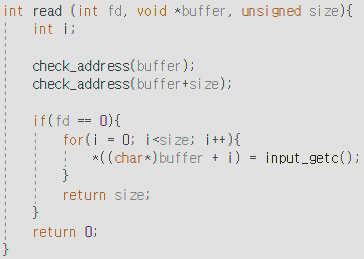 int read (int fd, void *buffer, unsigned size){
int i;
check_address(buffer);
check_address(buffer+size);
if(fd == 0){
for(i = 0; i<size; i++){
*((char*)buffer + i) = input_getc();
}
return size;
}
return 0;
}